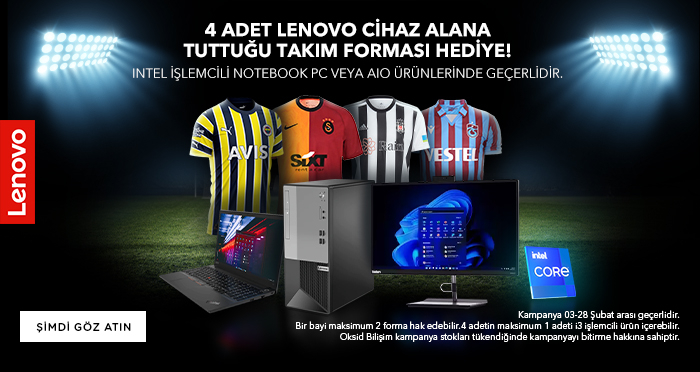 4 ADET LENOVO CİHAZ ALANA
TUTTUĞU TAKIM FORMASI HEDİYE!
INTEL İŞLEMCİLİ NOTEBOOK PC VEYA AIO ÜRÜNLERİNDE GEÇERLİDİR.
Lenovo
AVIS
SiXT
rent a car
VESTEL
intel
CORE
ŞİMDİ GÖZ ATIN
Kampanya 03-28 Şubat arası geçerlidir.
Bir bayi maksimum 2 forma hak edebilir.4 adetin maksimum 1 adeti i3 işlemcili ürün içerebilir.
Oksid Bilişim kampanya stokları tükendiğinde kampanyayı bitirme hakkına sahiptir.